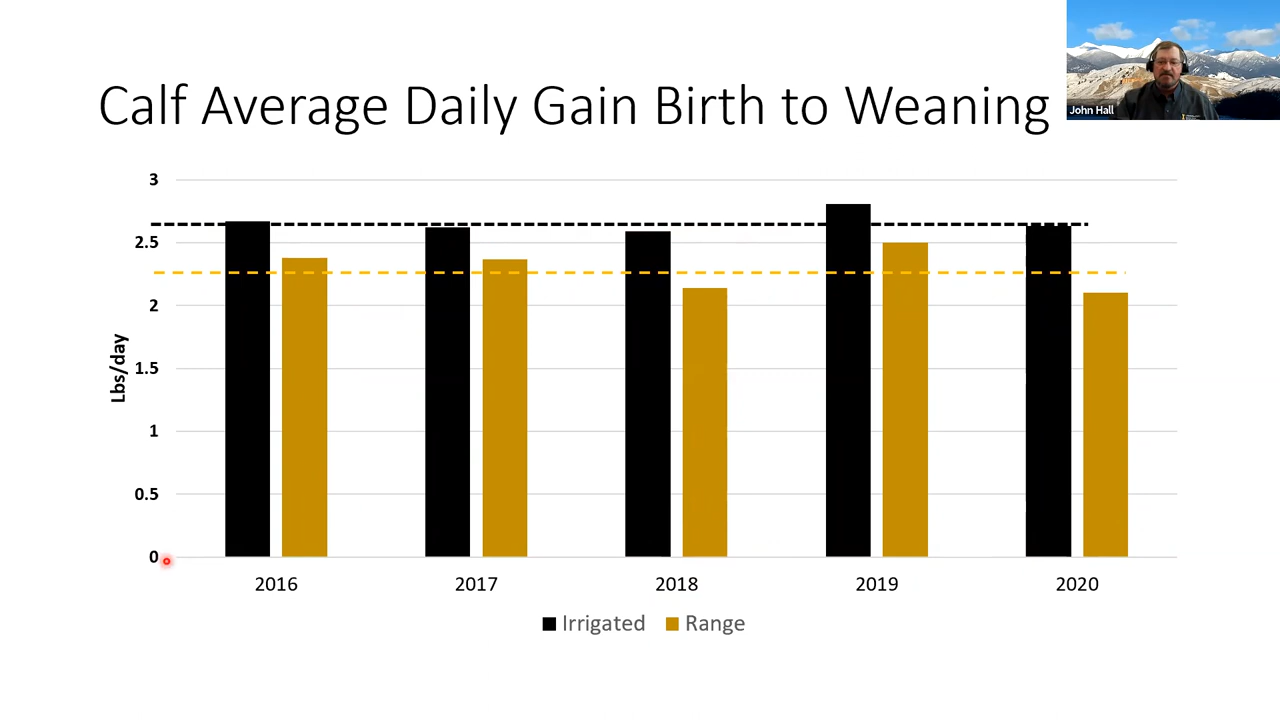 Calf Average Daily Gain Birth to Weaning
John Hall
3
2.5
2
1.5
1
0.5
0
Lbs/day
2016 2017 2018 2019 2020
Irrigated Range